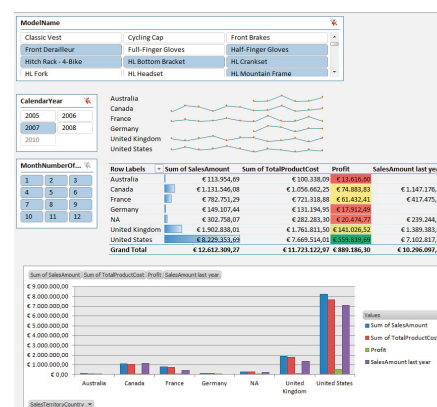 ModelName
Classic Vest Cycling Cap Front Brakes
Front Derailleur Full-Finger Gloves Half-Finger Gloves
Hitch Rack - 4-Bike HL Bottom Bracket HL Crankset
HL Fork HL Headset HL Mountain Frame
CalendarYear
2005 2006
2007 2008
2010
Australia
Canada
France
Germany
United Kingdom
United States
MonthNumberOf...
1 2 3
4 5 6
7 8 9
10 11 12
Row Labels Sum of SalesAmount Sum of TotalProductCost Profit SalesAmount last yea
Australia € 113.954,69 € 100.338,09 € 13.616,60
Canada € 1.131.546,08 € 1.056.662,25 € 74.883,83 € 1.147.176,
France € 782.751,29 € 721.318,88 € 61.432,41 € 417.475,
Germany € 149.107,44 € 131.194,95 € 17.912,49
NA € 302.758,07 € 282.283,30 € 20.474,77 € 239.244,
United Kingdom € 1.902.838,01 € 1.761.811,50 € 141.026,52 € 1.389.383,
United States € 8.229.353,69 € 7.669.514,01 € 559.839,69 € 7.102.817,
Grand Total € 12.612.309,27 € 11.723.122,97 € 889.186,30 € 10.296.097,
Sum of SalesAmount Sum of TotalProductCost Profit SalesAmount last year
€ 9.000.000,00
€ 8.000.000,00
€ 7.000.000,00
€ 6.000.000,00
€ 5.000.000,00
€ 4.000.000,00
€ 3.000.000,00
€ 2.000.000,00
€ 1.000.000,00
€ 0,00
Australia Canada France Germany NA United Kingdom United States
Values
Sum of SalesAmount
Sum of TotalProductCost
Profit
SalesAmount last year
SalesTerritoryCountry